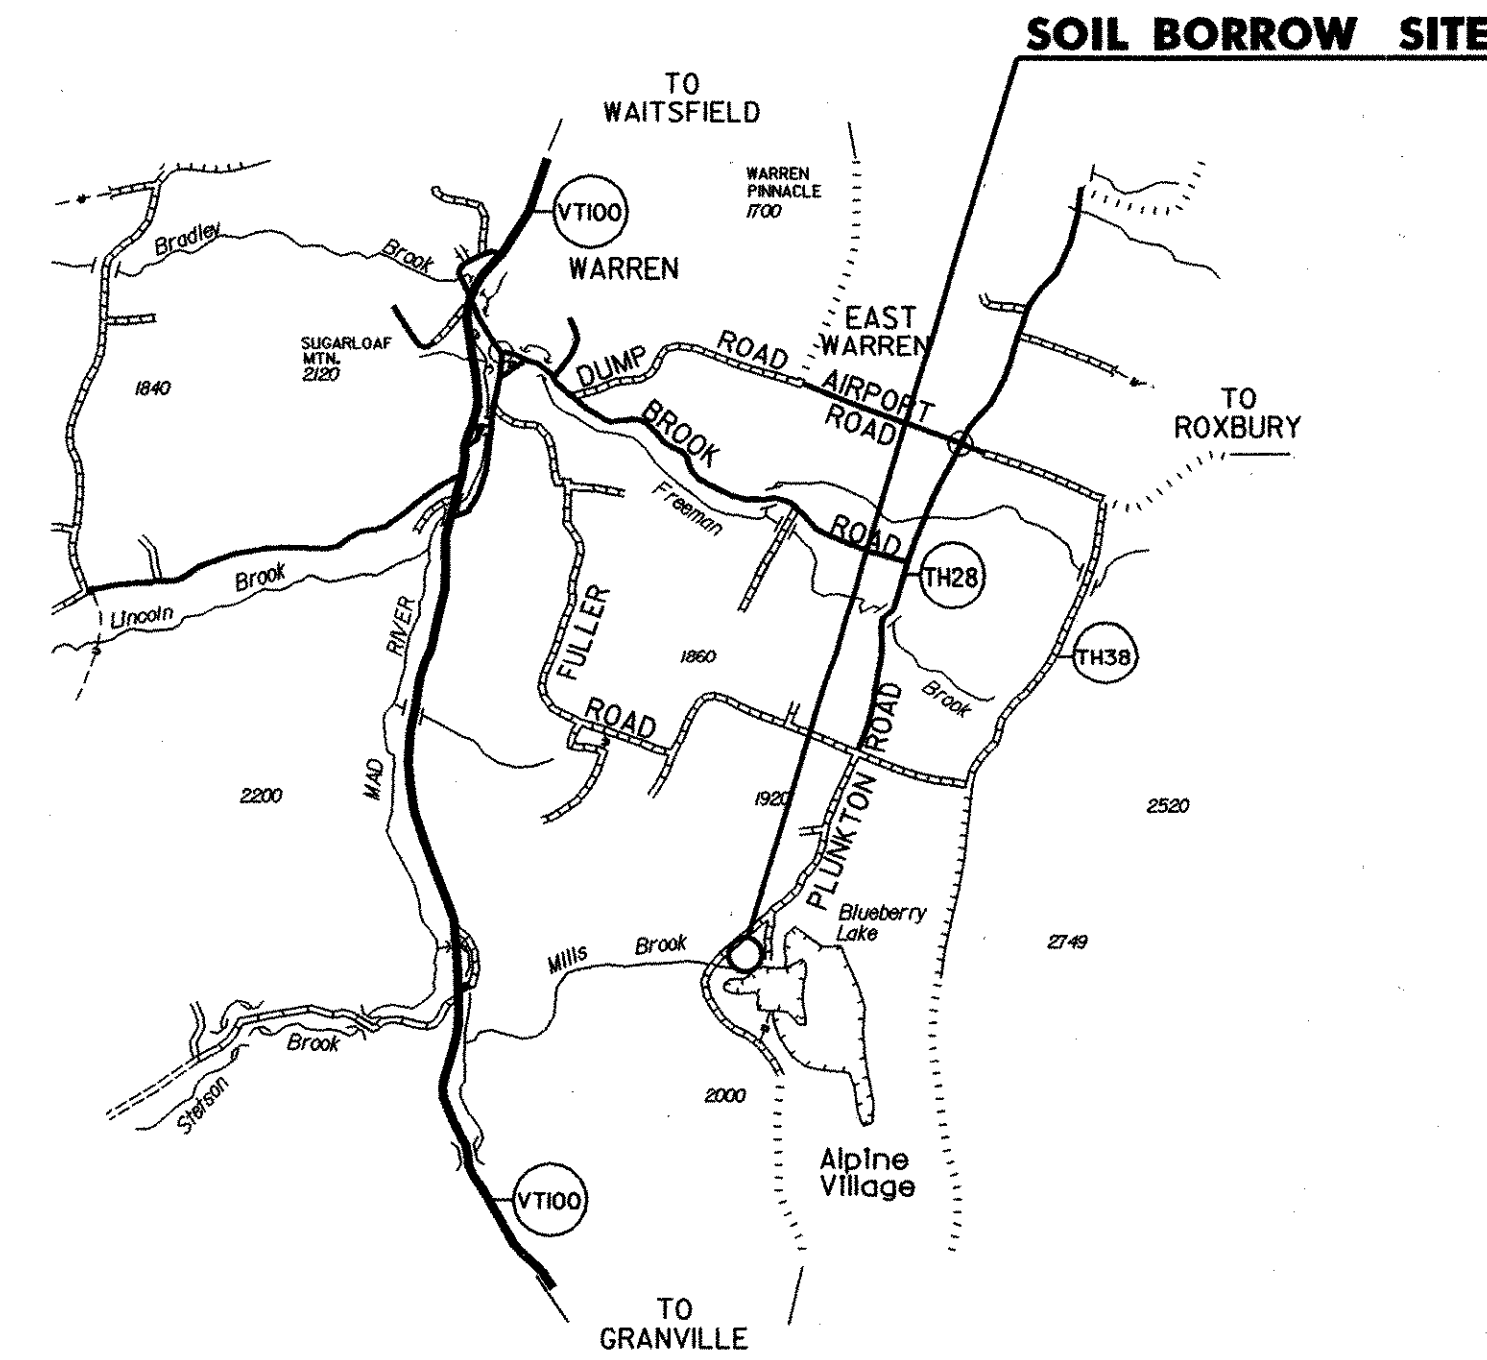 SOIL BORROW SITE
TO
WAITSFIELD
WARREN
PINNACLE
1700
VT100
Bradley
Brook
WARREN
SUGARLOAF
MTN.
2120
1840
EAST
WARREN
DUMP
ROAD
AIRPORT
ROAD
BROOK
TO
ROXBURY
Freeman
ROAD
TH28
Lincoln
Brook
RIVER
FULLER
1860
TH38
Brook
ROAD
ROAD
MAD
2200
1920
PLUNKTON
2520
Blueberry
Lake
Mills
Brook
2749
Brook
Stetson
2000
Alpine
Village
VT100
TO
GRANVILLE